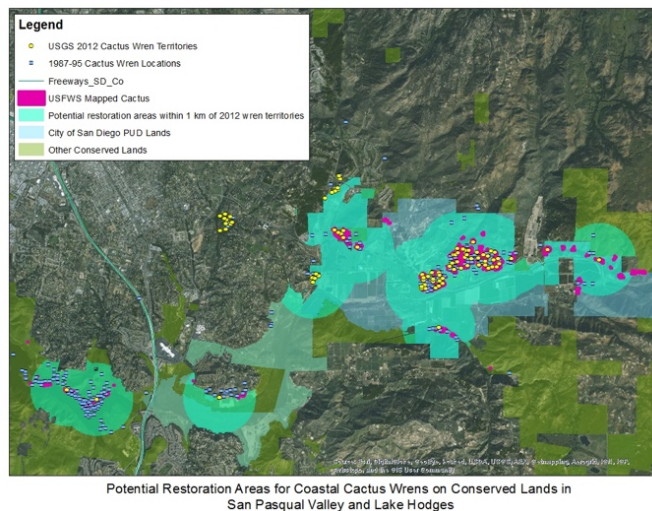 Legend
USGS 2012 Cactus Wren Territories
1987-95 Cactus Wren Locations
Freeways_SD_Co
USFWS Mapped Cactus
Potential restoration areas within 1 km of 2012 wren territories
City of San Diego PUD Lands
Other Conserved Lands
Potential Restoration Areas for Coastal Cactus Wrens on Conserved Lands in
San Pasqual Valley and Lake Hodges